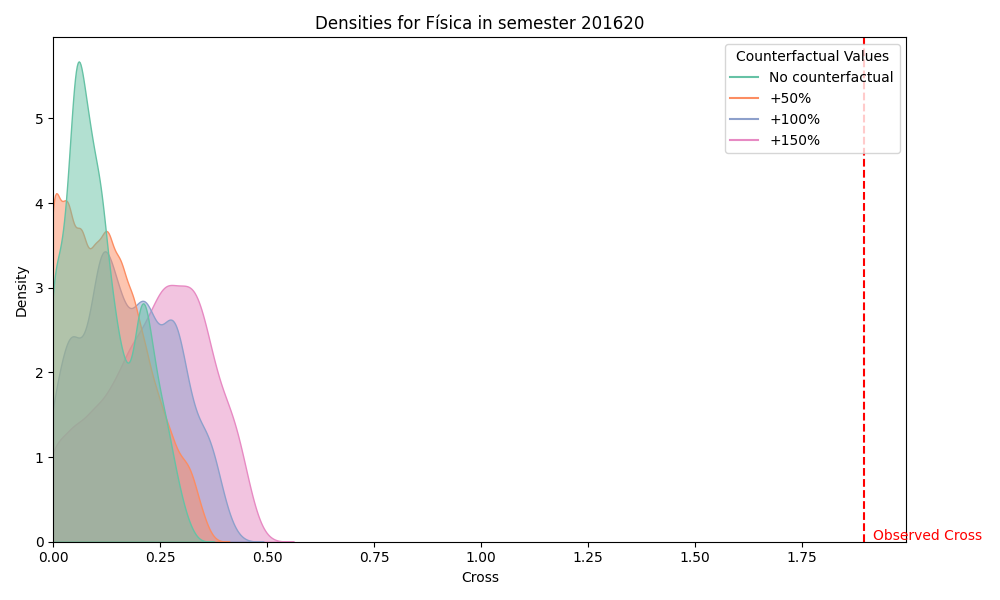 Densities for Física in semester 201620
Counterfactual Values
No counterfactual
+50%
+100%
+150%
Density
5
4
3
2
1
0
Observed Cross
0.00
0.25
0.50
0.75
1.00
1.25
1.50
1.75
Cross